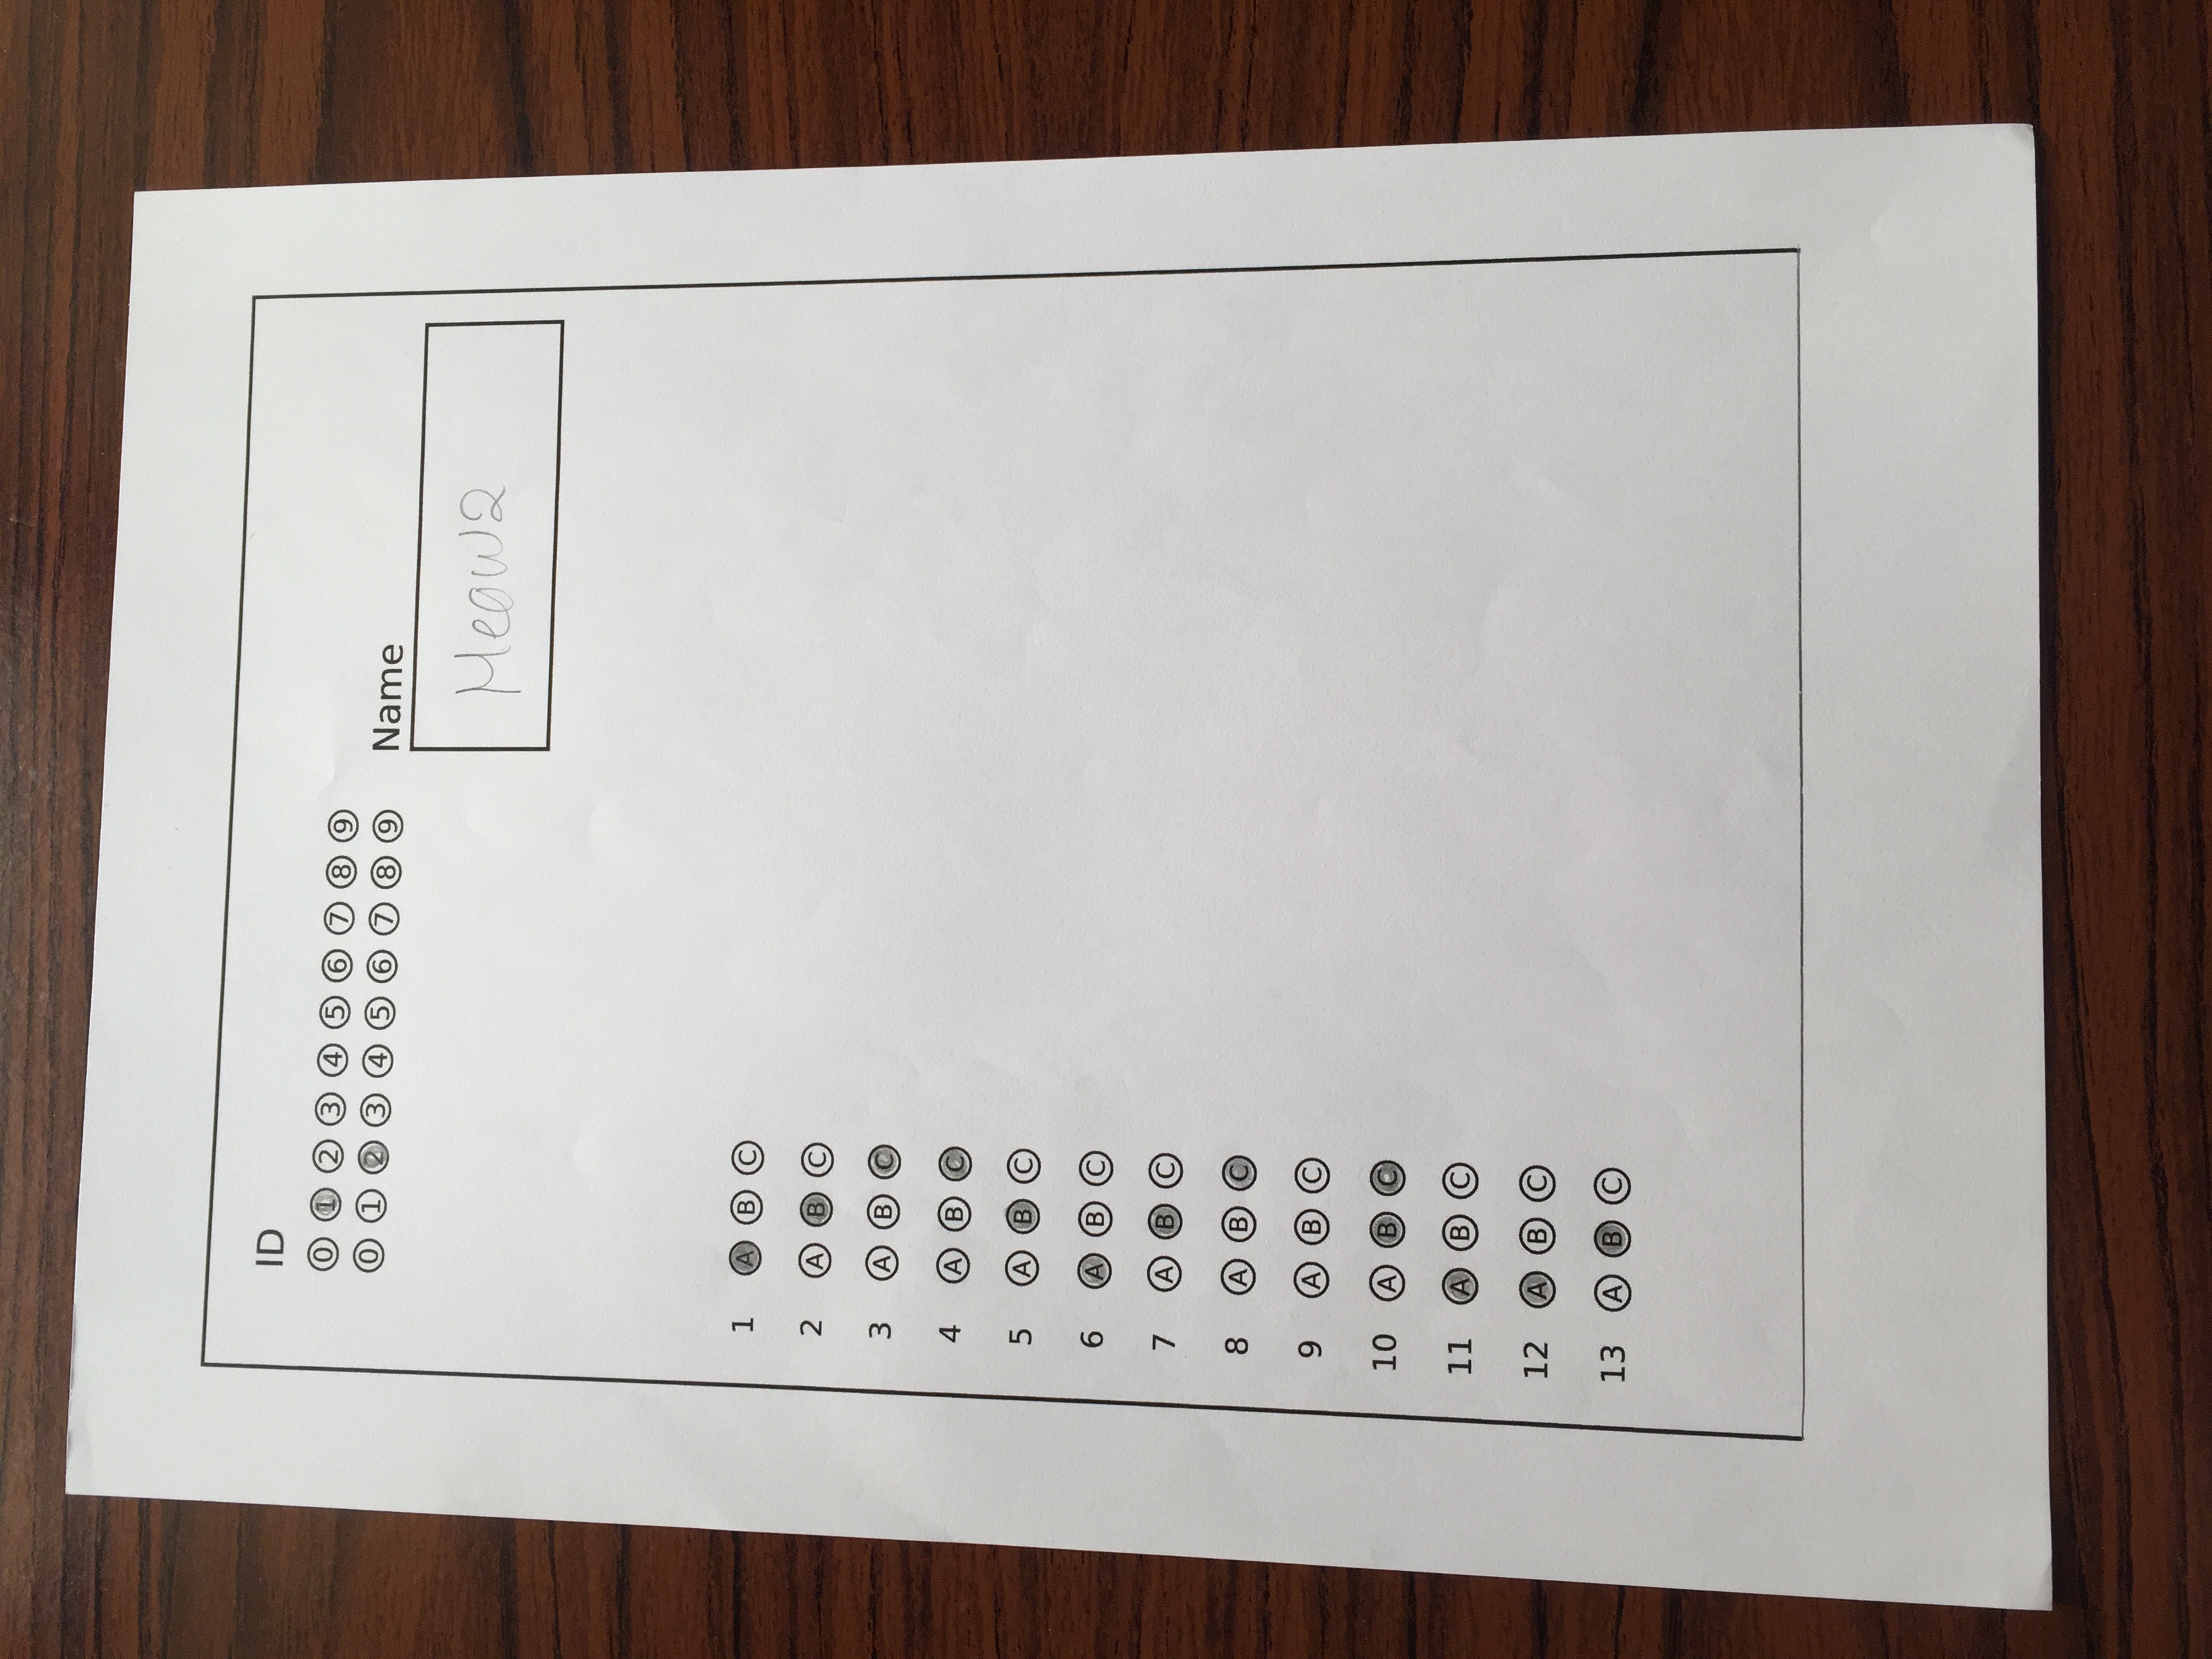 ID
0 1 2 3 4 5 6 7 8 9
0 1 2 3 4 5 6 7 8 9
Name
Meow2
1 A B C
2 A B C
3 A B C
4 A B C
5 A B C
6 A B C
7 A B C
8 A B C
9 A B C
10 A B C
11 A B C
12 A B C
13 A B C